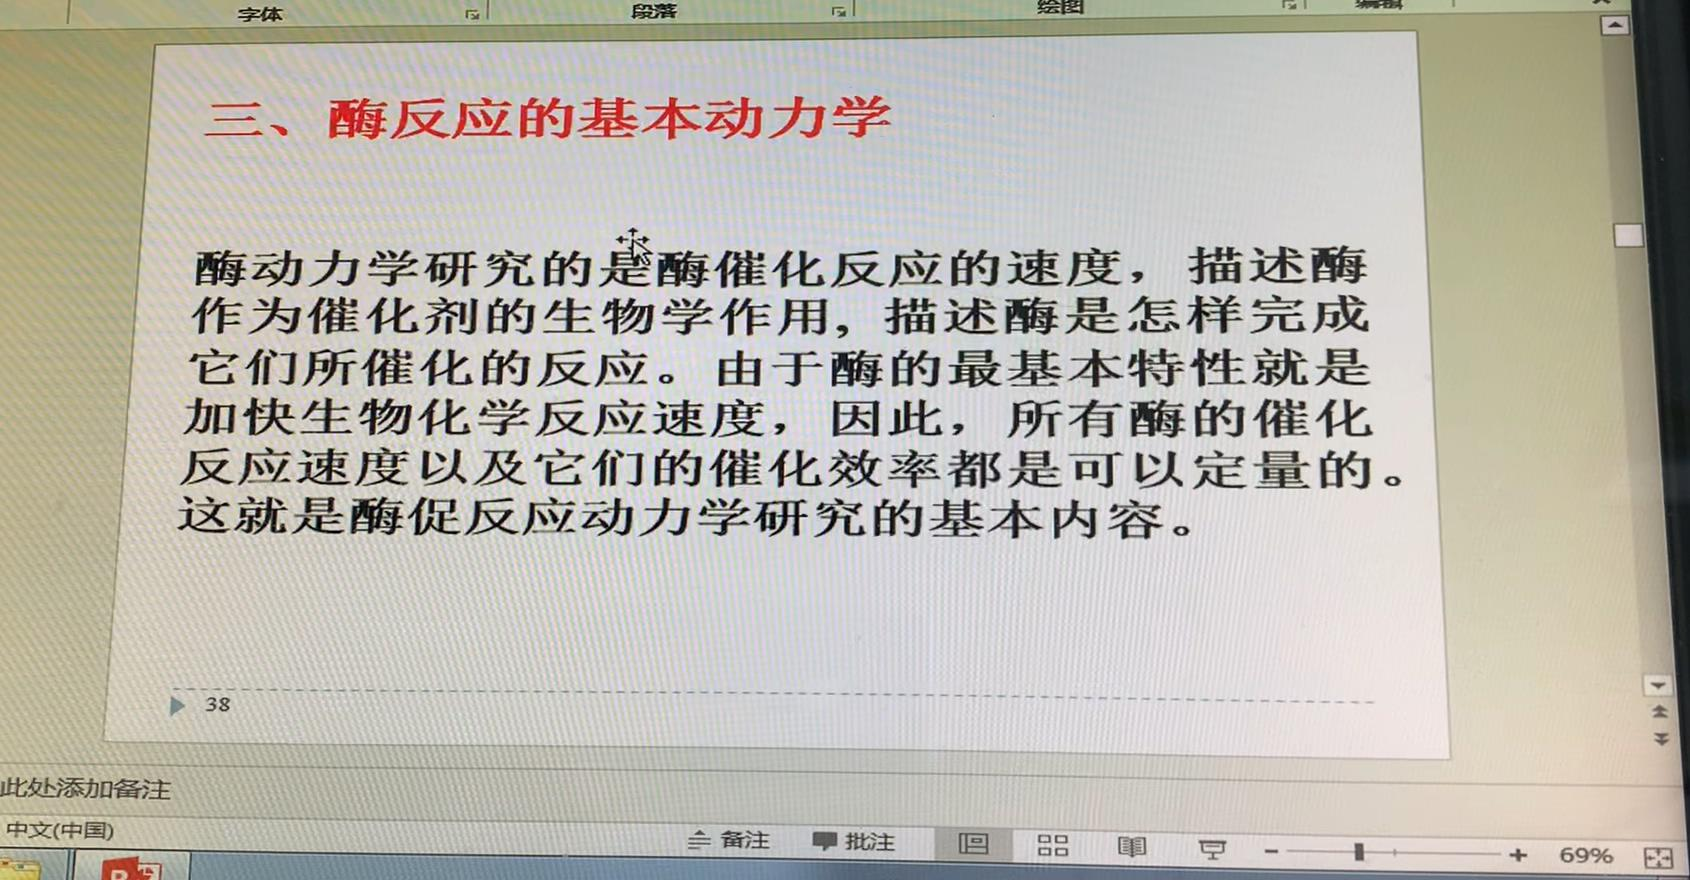 字体
段落
绘图
编辑
三、酶反应的基本动力学
酶动力学研究的是酶催化反应的速度，描述酶
作为催化剂的生物学作用，描述酶是怎样完成
它们所催化的反应。由于酶的最基本特性就是
加快生物化学反应速度，因此，所有酶的催化
反应速度以及它们的催化效率都是可以定量的。
这就是酶促反应动力学研究的基本内容。
38
此处添加备注
中文(中国)
备注
批注
69%